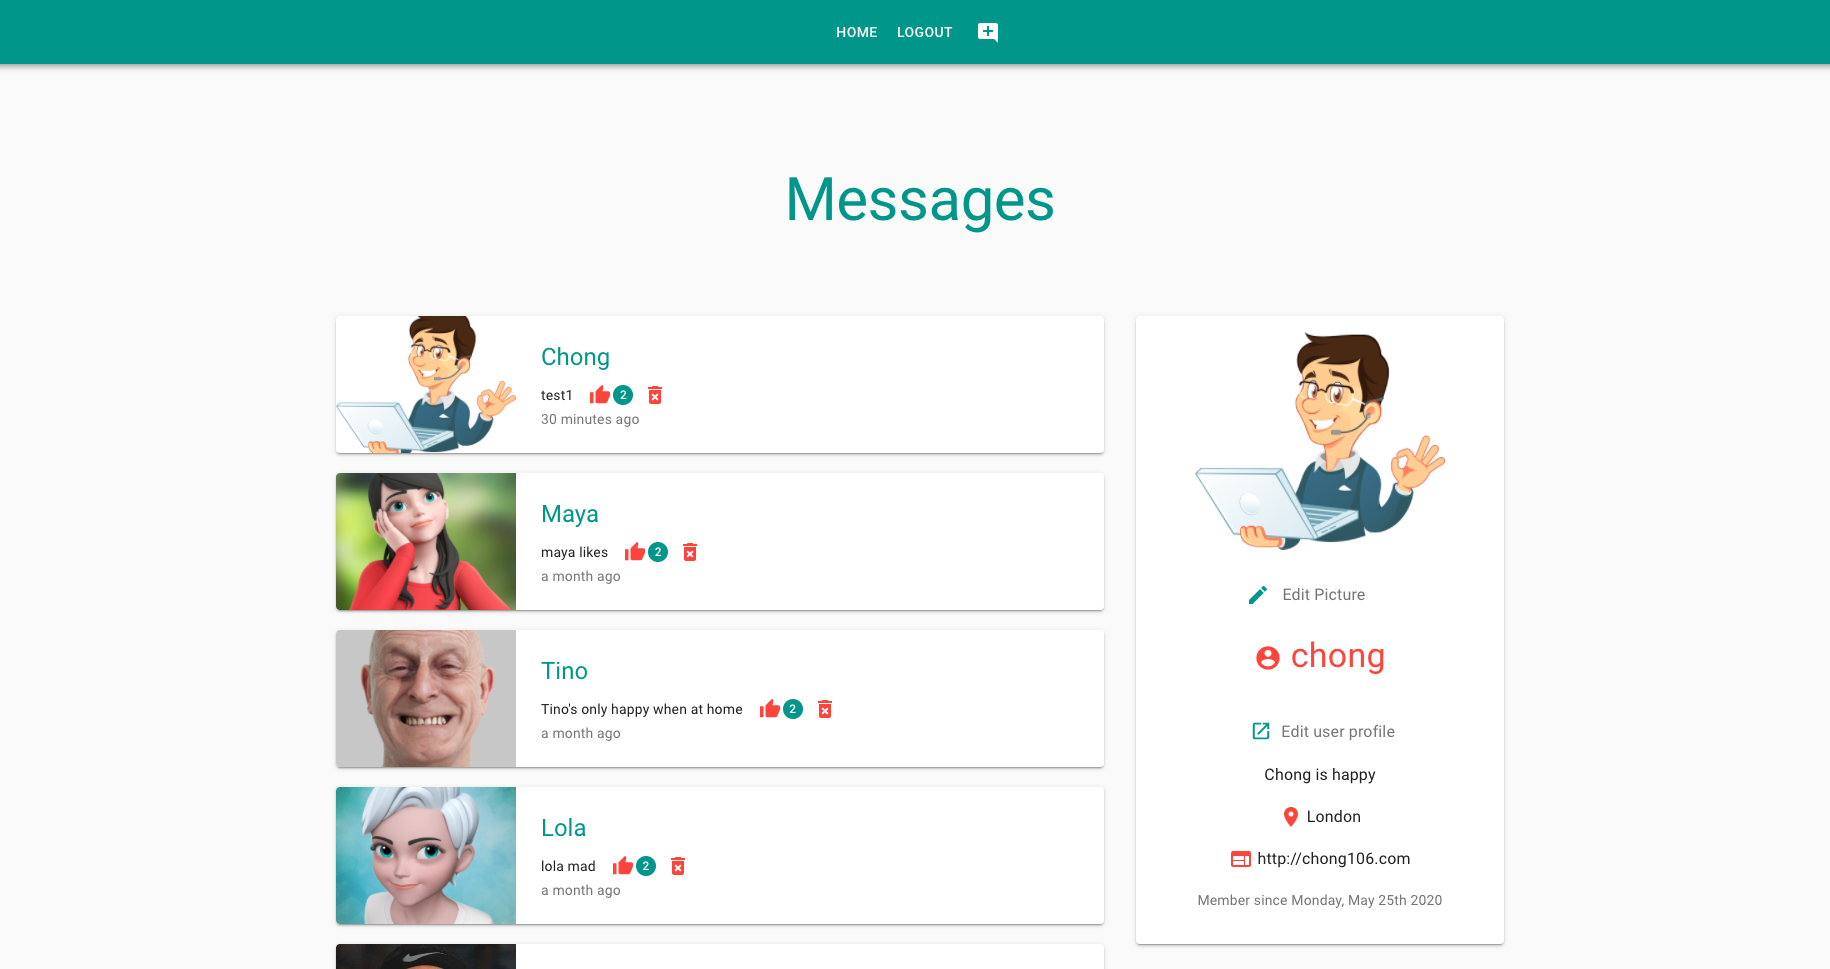 HOME LOGOUT
Messages
Chong
test1 2
30 minutes ago
Maya
maya likes 2
a month ago
Tino
Tino's only happy when at home 2
a month ago
Lola
lola mad 2
a month ago
Edit Picture
chong
Edit user profile
Chong is happy
London
http://chong106.com
Member since Monday, May 25th 2020